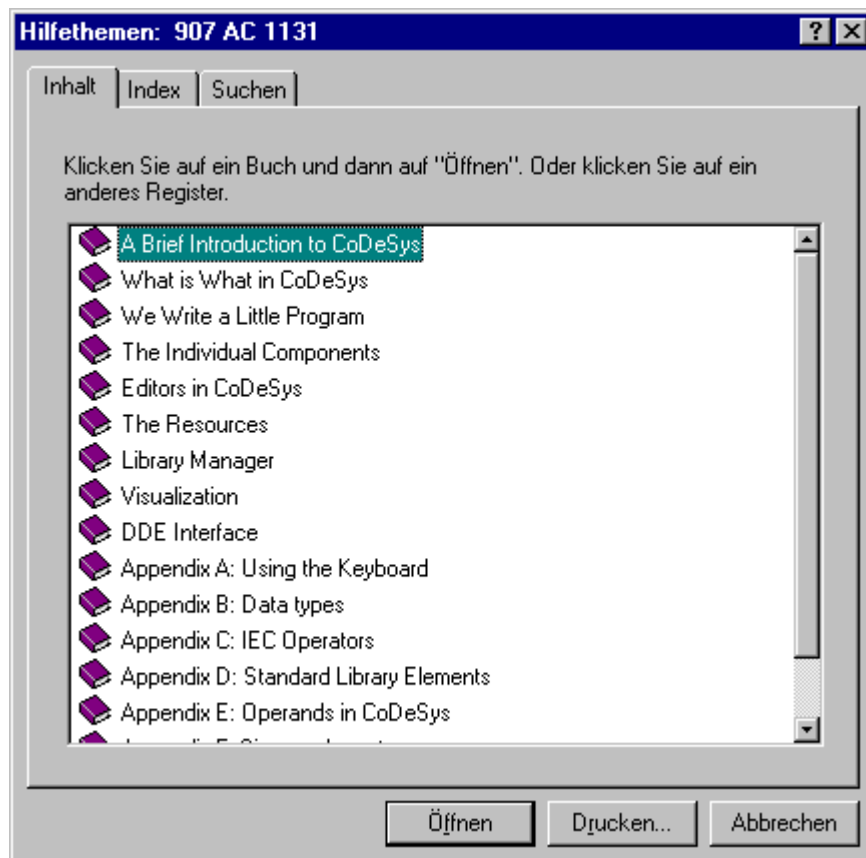 Hilfethemen: 907 AC 1131
Inhalt Index Suchen
Klicken Sie auf ein Buch und dann auf "Öffnen". Oder klicken Sie auf ein
anderes Register.
A Brief Introduction to CoDeSys
What is What in CoDeSys
We Write a Little Program
The Individual Components
Editors in CoDeSys
The Resources
Library Manager
Visualization
DDE Interface
Appendix A: Using the Keyboard
Appendix B: Data types
Appendix C: IEC Operators
Appendix D: Standard Library Elements
Appendix E: Operands in CoDeSys
Öffnen Drucken... Abbrechen